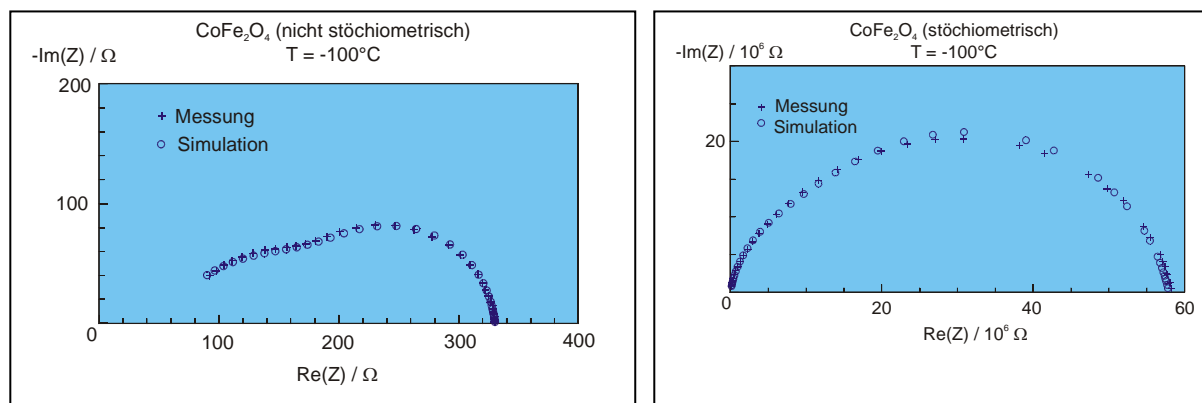 CoFe₂O₄ (nicht stöchiometrisch)
T = -100°C
-Im(Z) / Ω
200
100
0
+ Messung
○ Simulation
0 100 200 300 400
Re(Z) / Ω
CoFe₂O₄ (stöchiometrisch)
T = -100°C
-Im(Z) / 10⁶ Ω
20
+ Messung
○ Simulation
0 20 40 60
Re(Z) / 10⁶ Ω